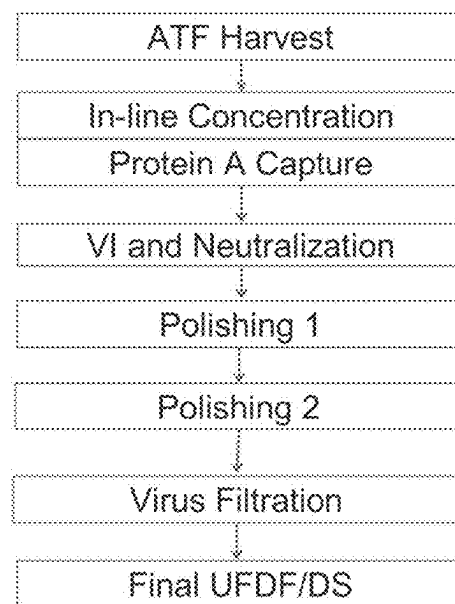 ATF Harvest
In-line Concentration
Protein A Capture
VI and Neutralization
Polishing 1
Polishing 2
Virus Filtration
Final UFDF/DS